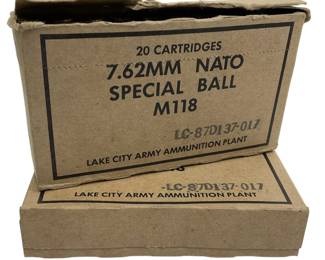 20 CARTRIDGES
7.62MM NATO
SPECIAL BALL
M118
LC-87D137-017
LAKE CITY ARMY AMMUNITION PLANT
-LC-87D137-017
LAKE CITY ARMY AMMUNITION PLANT